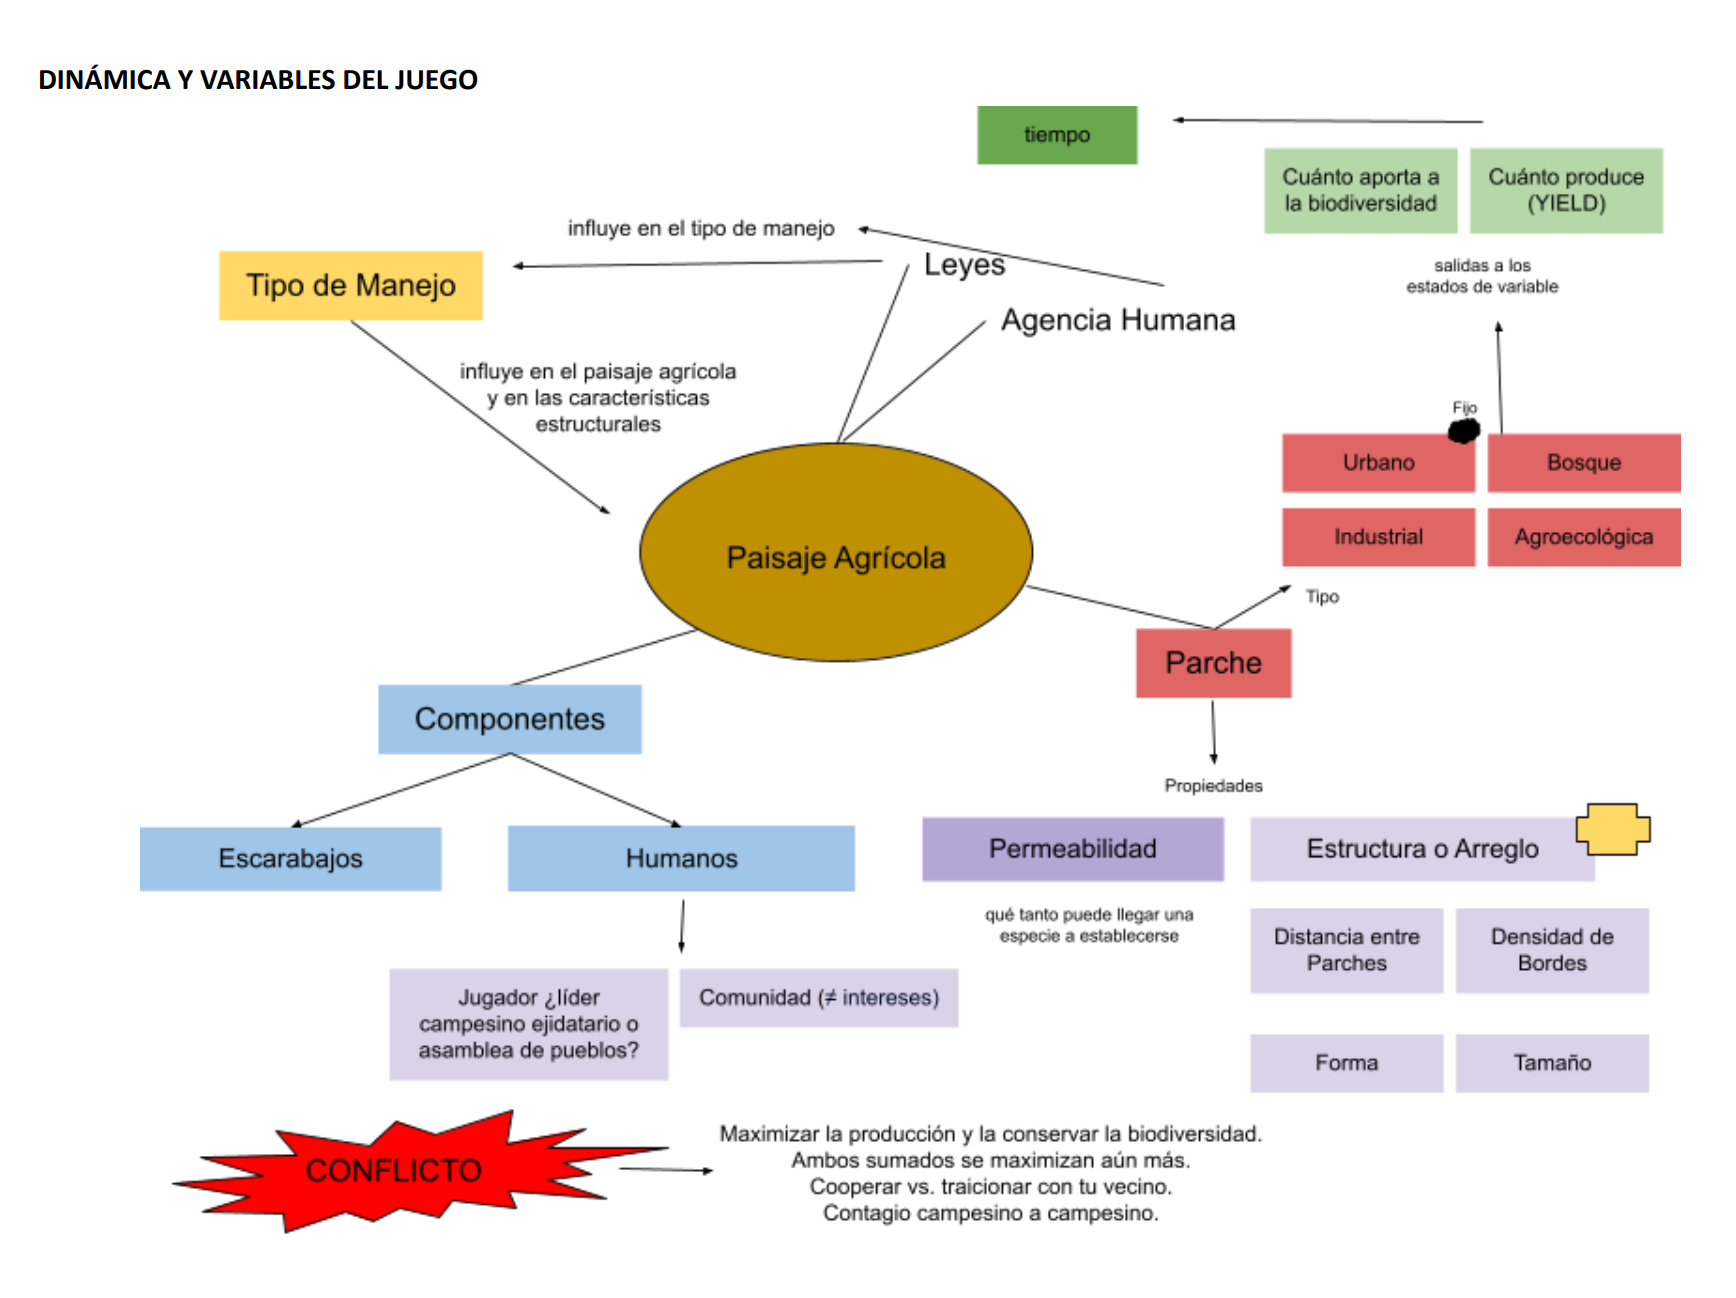 DINÁMICA Y VARIABLES DEL JUEGO
tiempo
Cuánto aporta a
la biodiversidad
Cuánto produce
(YIELD)
salidas a los
estados de variable
influye en el tipo de manejo
Leyes
Agencia Humana
Tipo de Manejo
influye en el paisaje agrícola
y en las características
estructurales
Fijo
Urbano
Bosque
Industrial
Agroecológica
Tipo
Paisaje Agrícola
Parche
Propiedades
Componentes
Escarabajos
Humanos
Permeabilidad
qué tanto puede llegar una
especie a establecerse
Estructura o Arreglo
Distancia entre
Parches
Densidad de
Bordes
Forma
Tamaño
Jugador ¿líder
campesino ejidatario o
asamblea de pueblos?
Comunidad (≠ intereses)
CONFLICTO
Maximizar la producción y la conservar la biodiversidad.
Ambos sumados se maximizan aún más.
Cooperar vs. traicionar con tu vecino.
Contagio campesino a campesino.